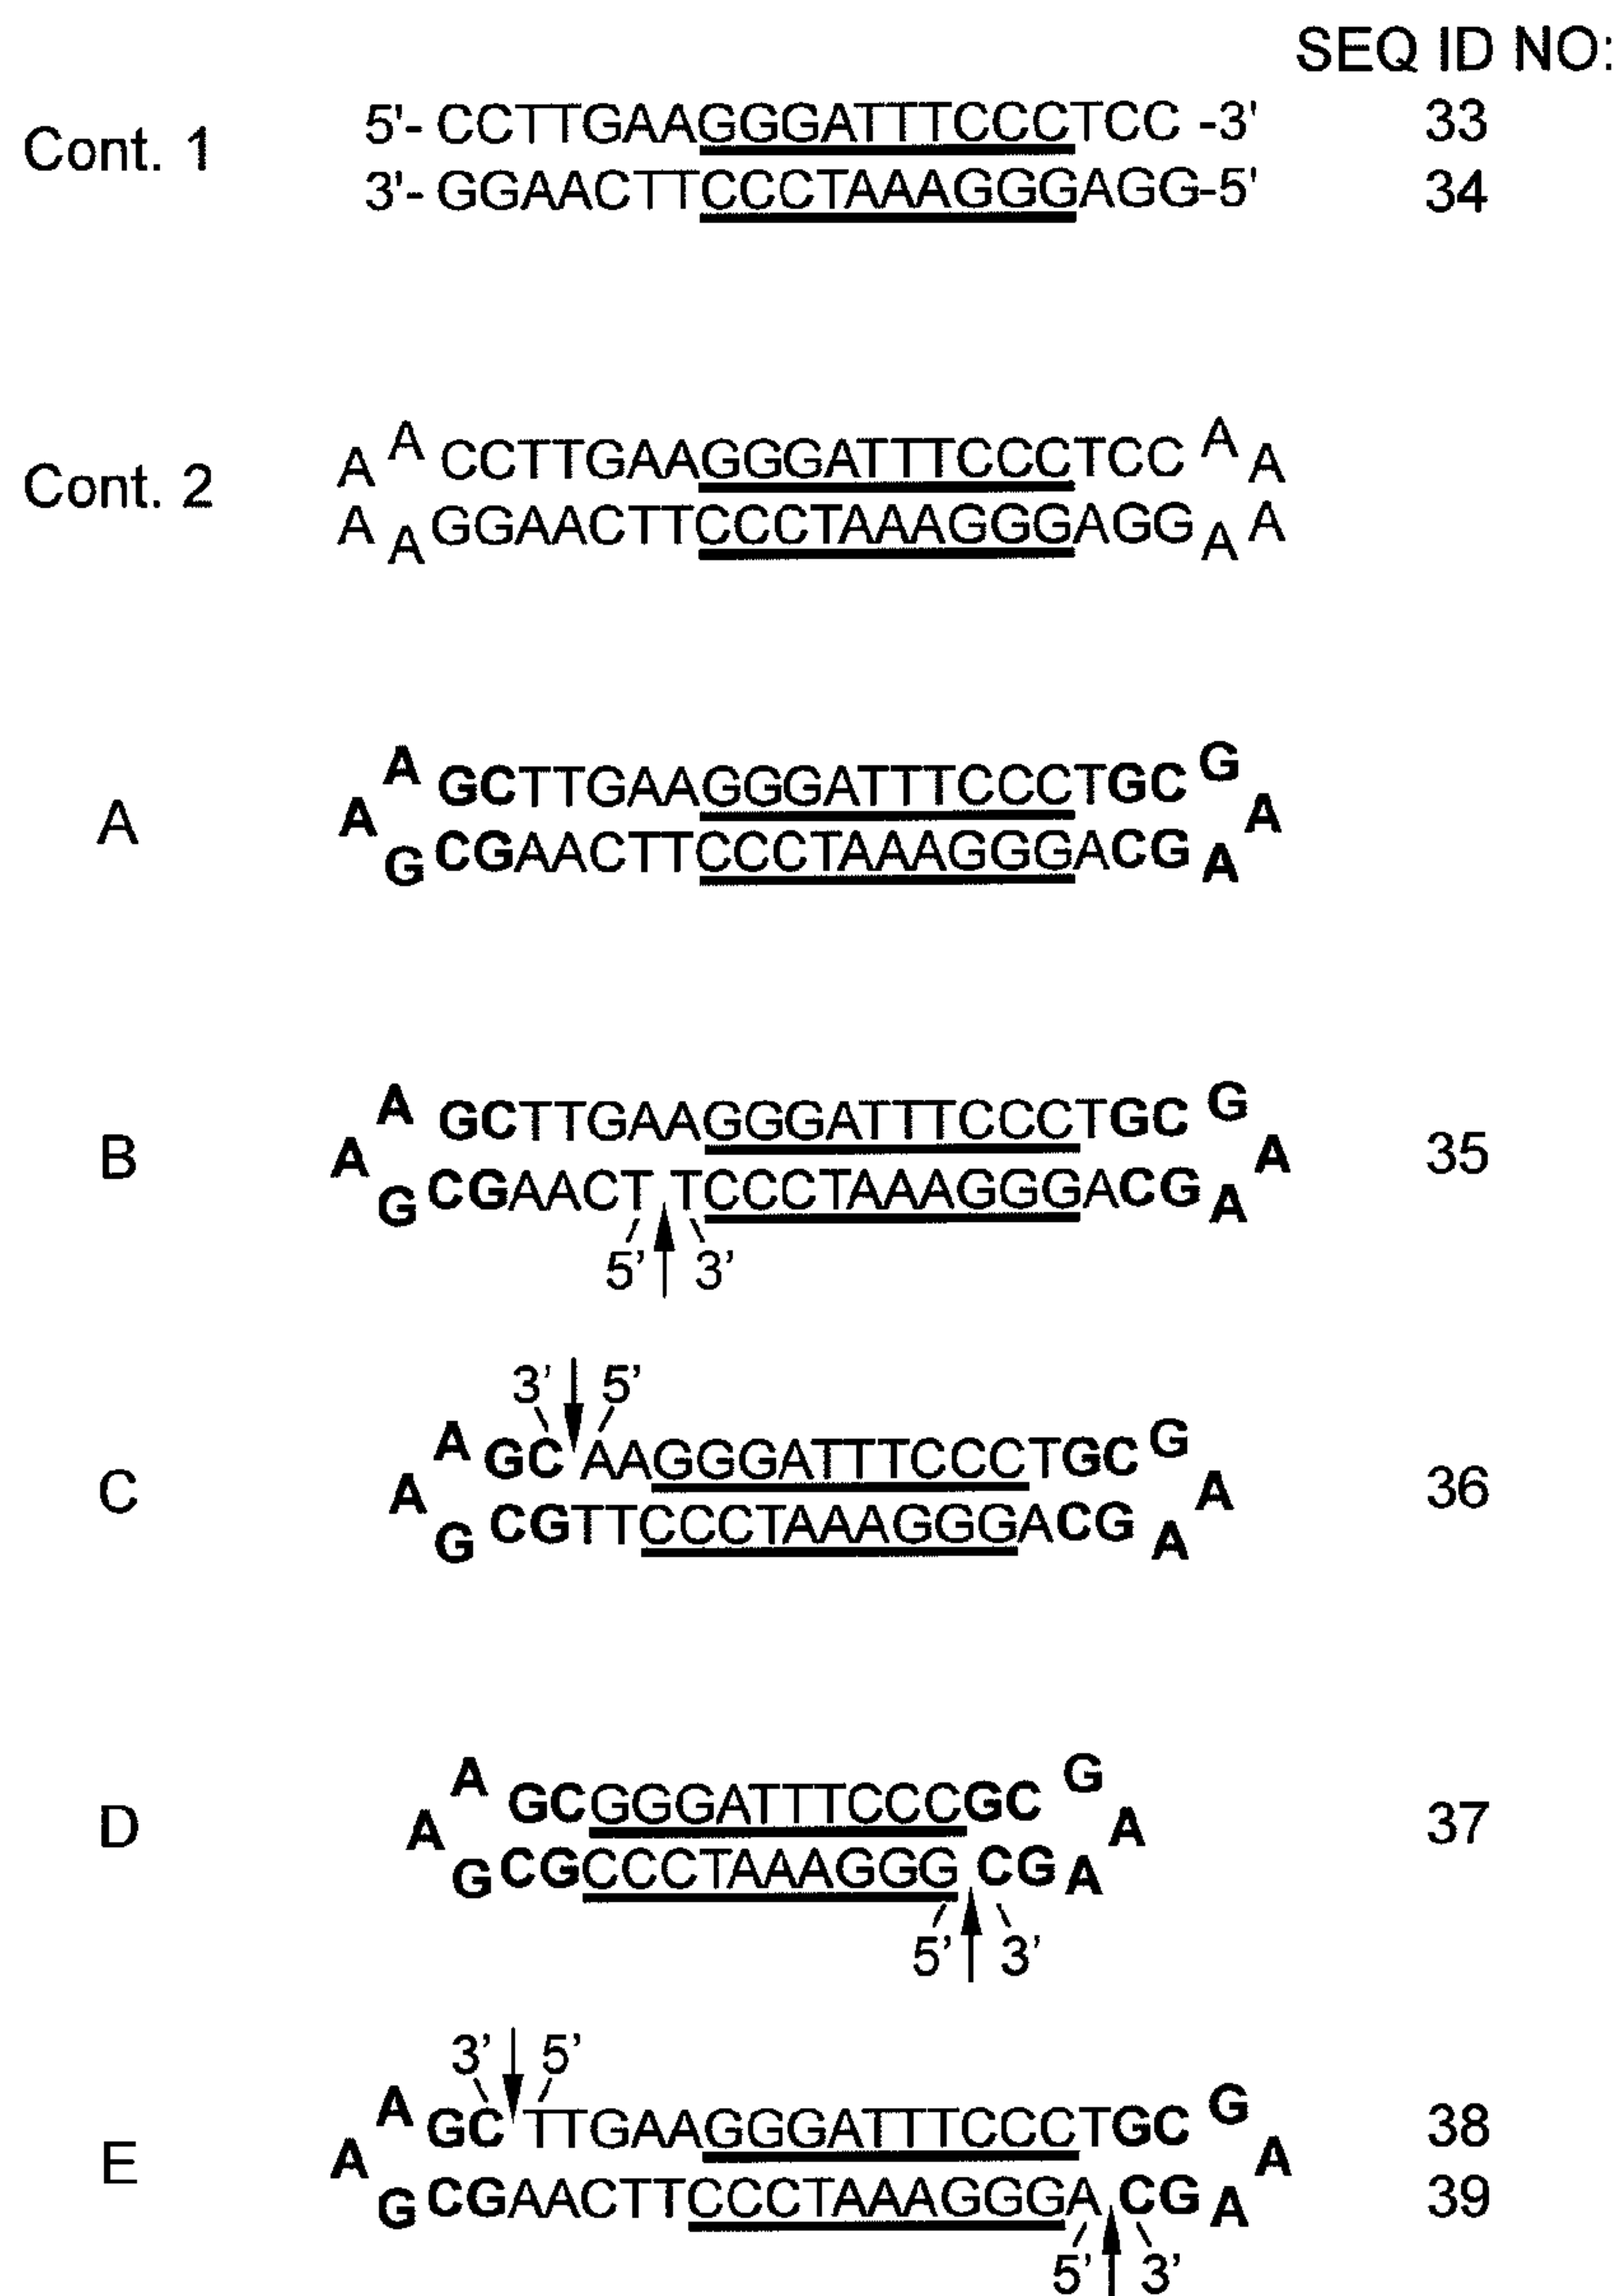 SEQ ID NO:
Cont. 1 5'- CCTTGAAGGGATTTCCCTCC -3' 33
3'- GGAACTTCCCTAAAGGGAGG-5' 34
Cont. 2
A A CCTTGAAGGGATTTCCCTCC A A
A A GGAACTTCCCTAAAGGGAGG A A
A
A A GCTTGAAGGGATTTCCCTGC G A
G CGAACTTCCCTAAAGGGACG A
B 35
A A GCTTGAAGGGATTTCCCTGC G A
G CGAACT TCCCTAAAGGGACG A
5' 3'
3' 5'
C 36
A A GC AAGGGATTTCCCTGC G A
G CGTTCCCTAAAGGGACG A
D 37
A A GCGGGATTTCCCGC G A
G CGCCCTAAAGGG CG A
5' 3'
3' 5'
E
A A GC TTGAAGGGATTTCCCTGC G A 38
G CGAACTTCCCTAAAGGGA CG A 39
5' 3'